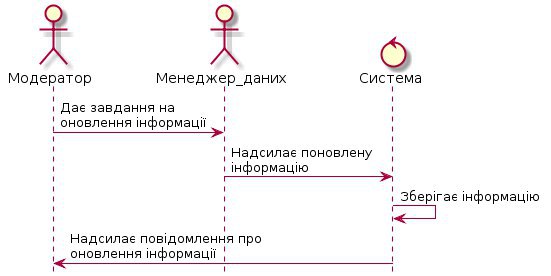 Модератор
Менеджер_даних
Система
Дає завдання на
оновлення інформації
Надсилає поновлену
інформацію
Зберігає інформацію
Надсилає повідомлення про
оновлення інформації